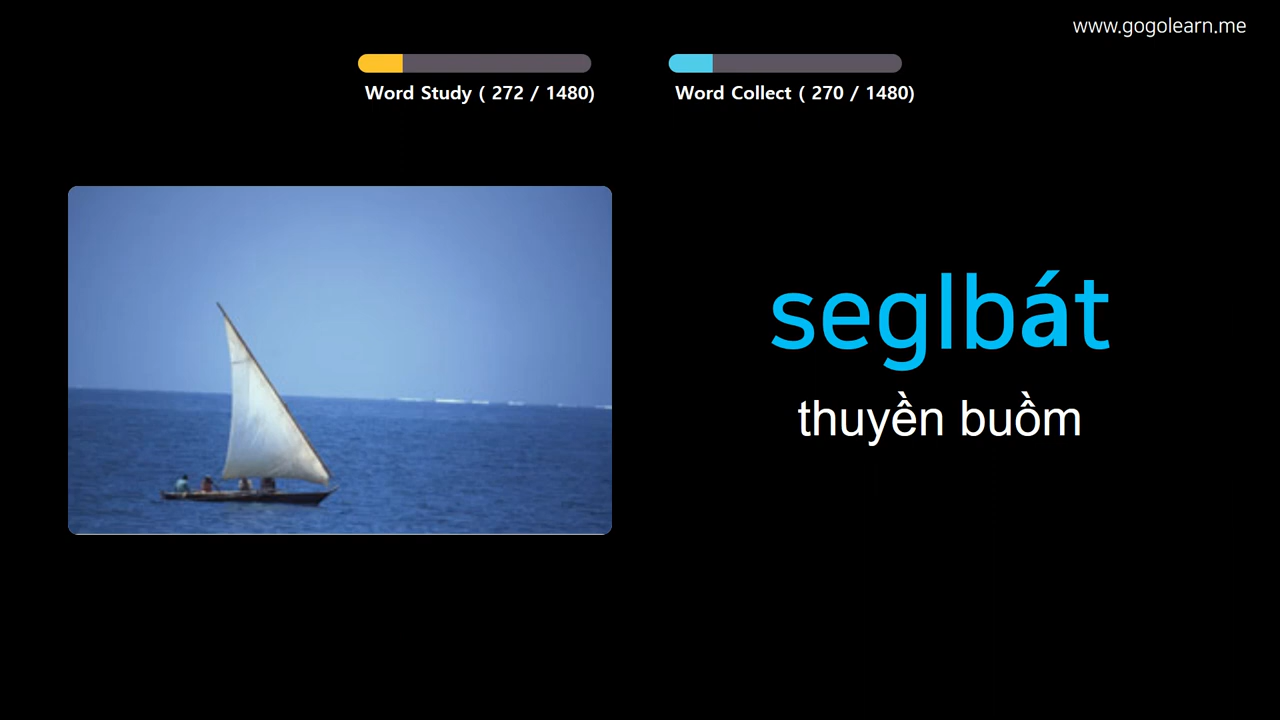 www.gogolearn.me
Word Study ( 272 / 1480)
Word Collect ( 270 / 1480)
seglbát
thuyền buồm